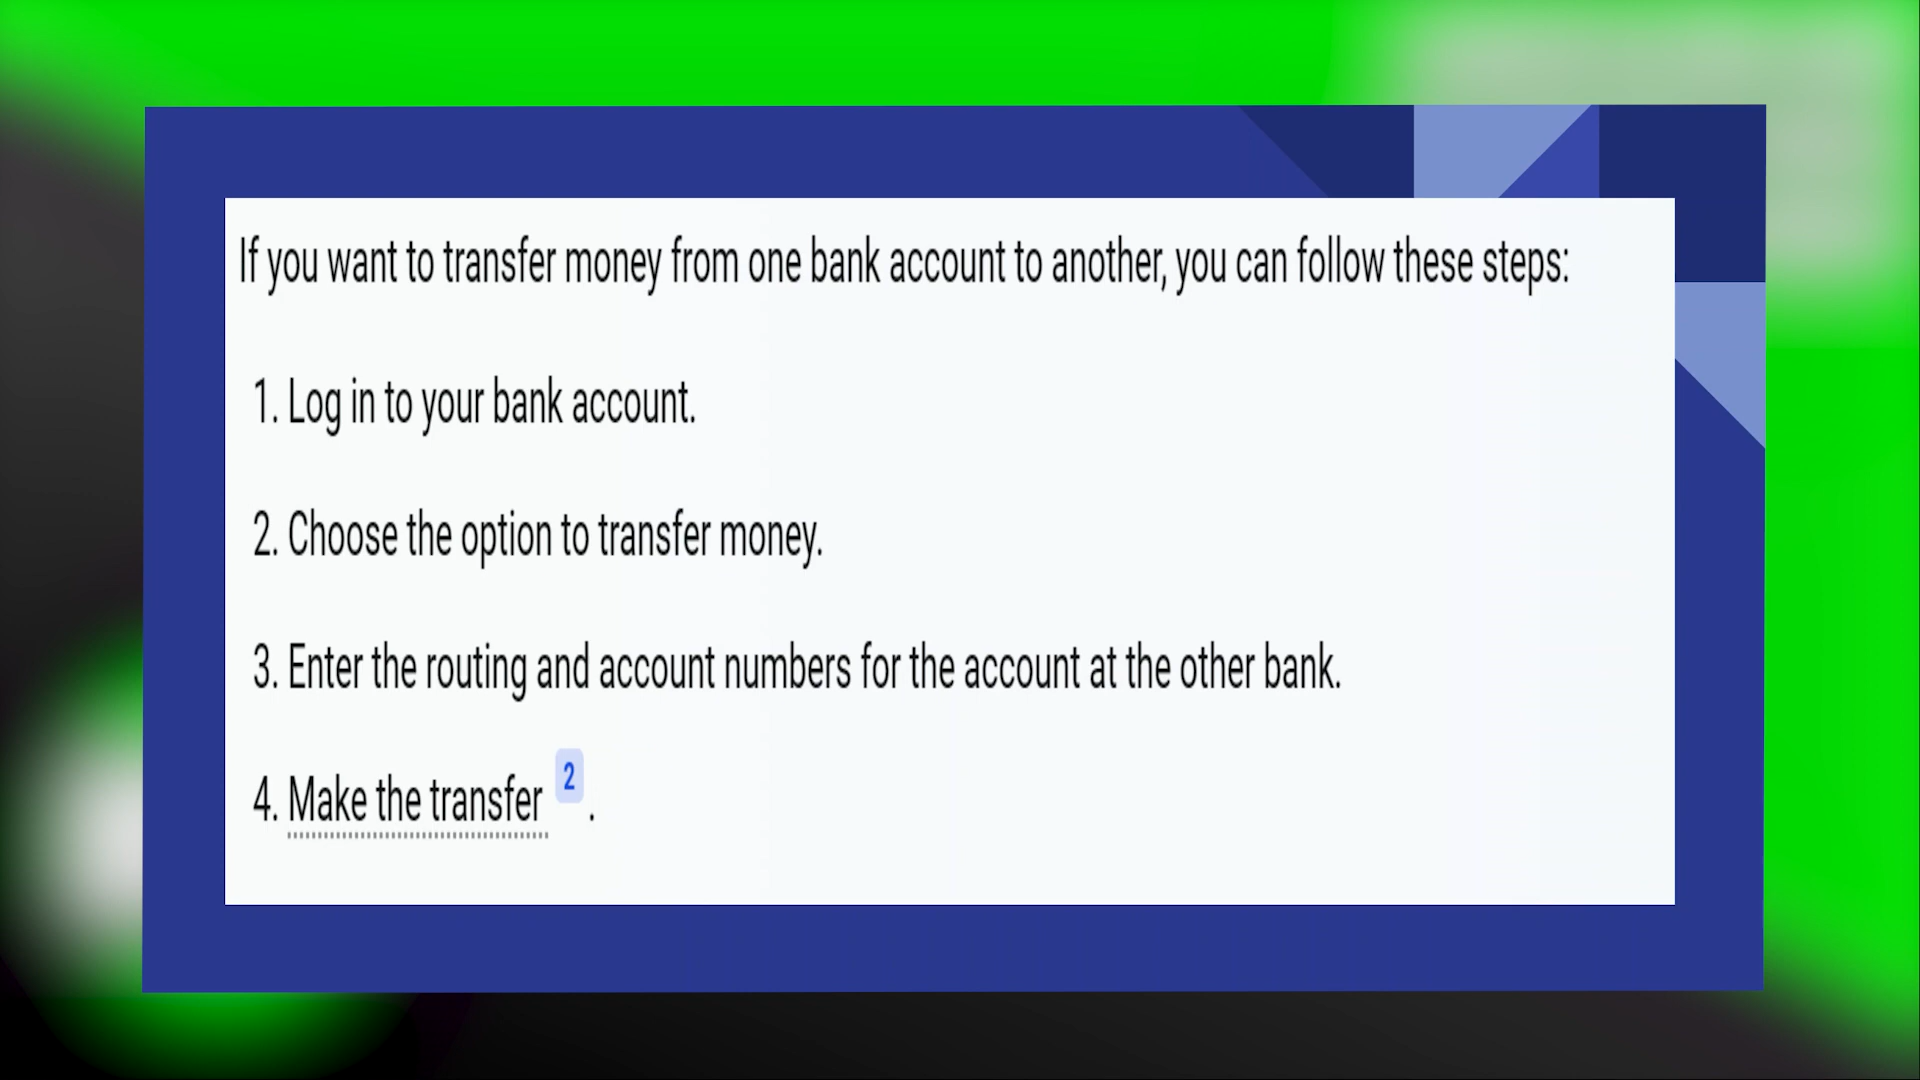 If you want to transfer money from one bank account to another, you can follow these steps:
1. Log in to your bank account.
2. Choose the option to transfer money.
3. Enter the routing and account numbers for the account at the other bank.
4. Make the transfer 2 .